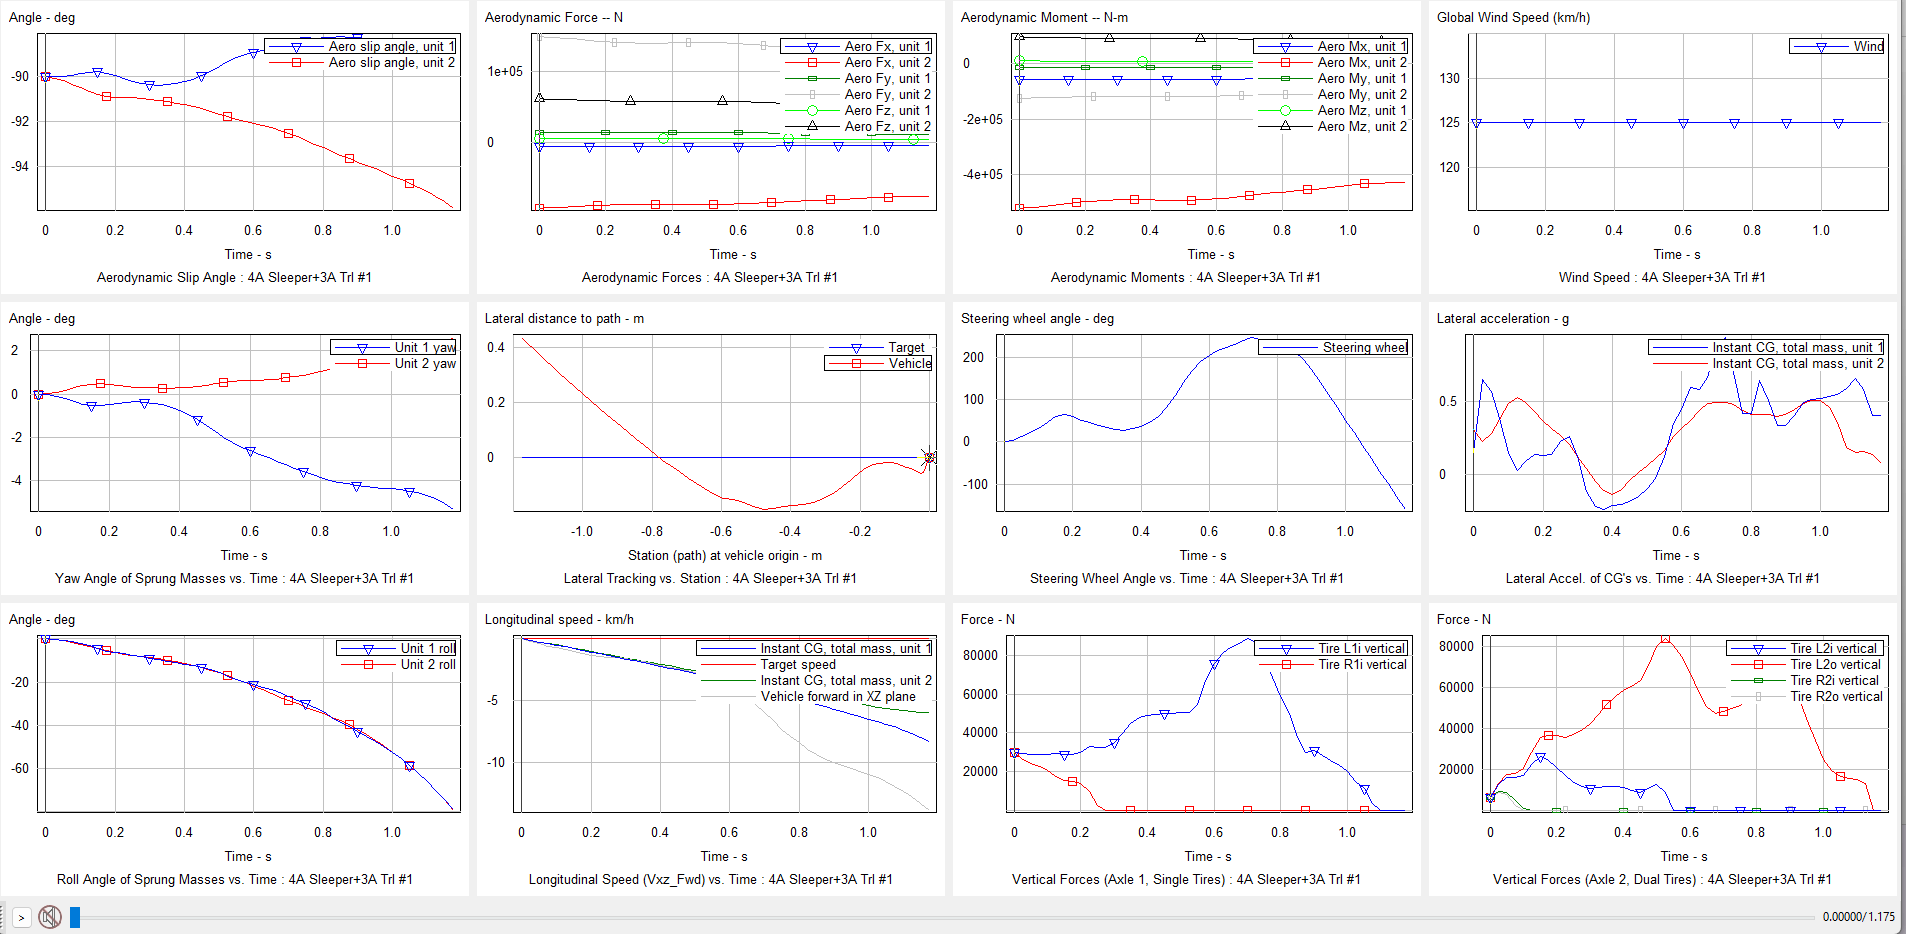 Angle - deg
Aero slip angle, unit 1
Aero slip angle, unit 2
-90
-92
-94
0 0.2 0.4 0.6 0.8 1.0
Time - s
Aerodynamic Slip Angle : 4A Sleeper+3A Trl #1
Aerodynamic Force -- N
Aero Fx, unit 1
Aero Fx, unit 2
Aero Fy, unit 1
Aero Fy, unit 2
Aero Fz, unit 1
Aero Fz, unit 2
1e+05
0
0 0.2 0.4 0.6 0.8 1.0
Time - s
Aerodynamic Forces : 4A Sleeper+3A Trl #1
Aerodynamic Moment -- N-m
Aero Mx, unit 1
Aero Mx, unit 2
Aero My, unit 1
Aero My, unit 2
Aero Mz, unit 1
Aero Mz, unit 2
0
-2e+05
-4e+05
0 0.2 0.4 0.6 0.8 1.0
Time - s
Aerodynamic Moments : 4A Sleeper+3A Trl #1
Global Wind Speed (km/h)
Wind
130
125
120
0 0.2 0.4 0.6 0.8 1.0
Time - s
Wind Speed : 4A Sleeper+3A Trl #1
Angle - deg
Unit 1 yaw
Unit 2 yaw
2
0
-2
-4
0 0.2 0.4 0.6 0.8 1.0
Time - s
Yaw Angle of Sprung Masses vs. Time : 4A Sleeper+3A Trl #1
Lateral distance to path - m
Target
Vehicle
0.4
0.2
0
-1.0 -0.8 -0.6 -0.4 -0.2
Station (path) at vehicle origin - m
Lateral Tracking vs. Station : 4A Sleeper+3A Trl #1
Steering wheel angle - deg
Steering wheel
200
100
0
-100
0 0.2 0.4 0.6 0.8 1.0
Time - s
Steering Wheel Angle vs. Time : 4A Sleeper+3A Trl #1
Lateral acceleration - g
Instant CG, total mass, unit 1
Instant CG, total mass, unit 2
0.5
0
0 0.2 0.4 0.6 0.8 1.0
Time - s
Lateral Accel. of CG's vs. Time : 4A Sleeper+3A Trl #1
Angle - deg
Unit 1 roll
Unit 2 roll
-20
-40
-60
0 0.2 0.4 0.6 0.8 1.0
Time - s
Roll Angle of Sprung Masses vs. Time : 4A Sleeper+3A Trl #1
Longitudinal speed - km/h
Instant CG, total mass, unit 1
Target speed
Instant CG, total mass, unit 2
Vehicle forward in XZ plane
-5
-10
0 0.2 0.4 0.6 0.8 1.0
Time - s
Longitudinal Speed (Vxz_Fwd) vs. Time : 4A Sleeper+3A Trl #1
Force - N
Tire L1i vertical
Tire R1i vertical
80000
60000
40000
20000
0 0.2 0.4 0.6 0.8 1.0
Time - s
Vertical Forces (Axle 1, Single Tires) : 4A Sleeper+3A Trl #1
Force - N
Tire L2i vertical
Tire L2o vertical
Tire R2i vertical
Tire R2o vertical
80000
60000
40000
20000
0 0.2 0.4 0.6 0.8 1.0
Time - s
Vertical Forces (Axle 2, Dual Tires) : 4A Sleeper+3A Trl #1
> 0.00000/1.175